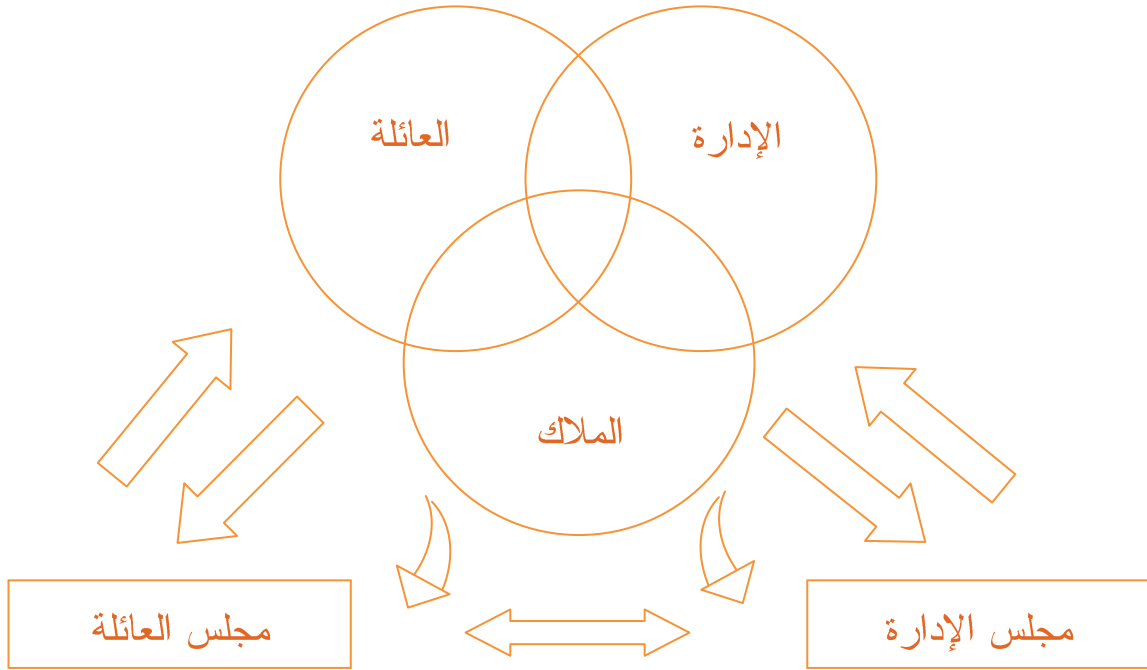 الإدارة
العائلة
الملاك
مجلس الإدارة
مجلس العائلة